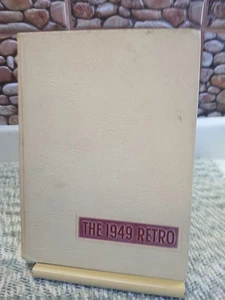 THE 1949 RETRO